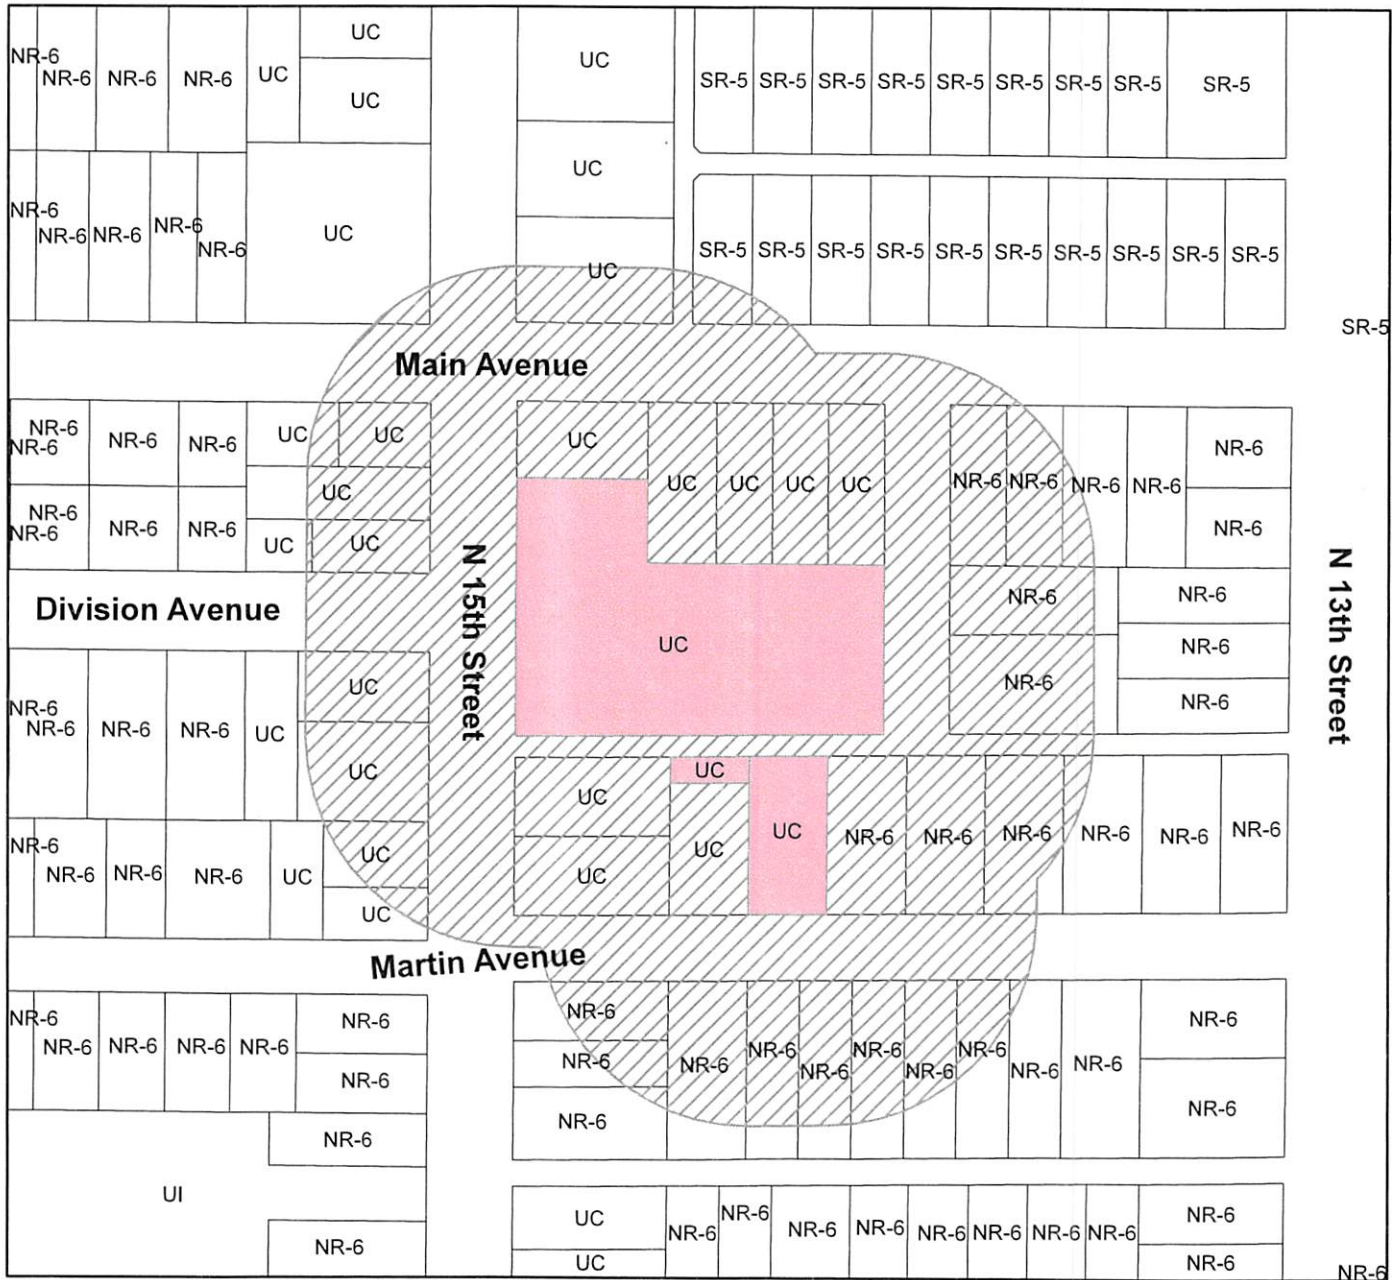 UC
UC
NR-6
NR-6 NR-6 NR-6 UC
UC
SR-5 SR-5 SR-5 SR-5 SR-5 SR-5 SR-5 SR-5 SR-5
UC
UC
NR-6
NR-6 NR-6 NR-6 NR-6
UC
UC
SR-5 SR-5 SR-5 SR-5 SR-5 SR-5 SR-5 SR-5 SR-5 SR-5
SR-5
Main Avenue
NR-6
NR-6
NR-6 NR-6 UC UC
UC
UC UC UC UC
NR-6 NR-6 NR-6 NR-6
NR-6
NR-6
UC
NR-6
NR-6
NR-6 NR-6 UC UC
N 15th Street
N 13th Street
Division Avenue
NR-6
NR-6
NR-6
NR-6
NR-6
UC
UC
NR-6
NR-6 NR-6 NR-6 UC
UC
UC
UC
UC
UC
UC
UC
NR-6 NR-6 NR-6 NR-6 NR-6 NR-6
NR-6
NR-6 NR-6 NR-6 UC
UC
UC
Martin Avenue
NR-6
NR-6 NR-6 NR-6 NR-6
NR-6
NR-6
NR-6
NR-6
NR-6
NR-6 NR-6 NR-6 NR-6 NR-6 NR-6 NR-6 NR-6
NR-6
NR-6
NR-6
UI
NR-6
UC
UC
NR-6 NR-6 NR-6 NR-6 NR-6 NR-6 NR-6 NR-6
NR-6
NR-6
NR-6